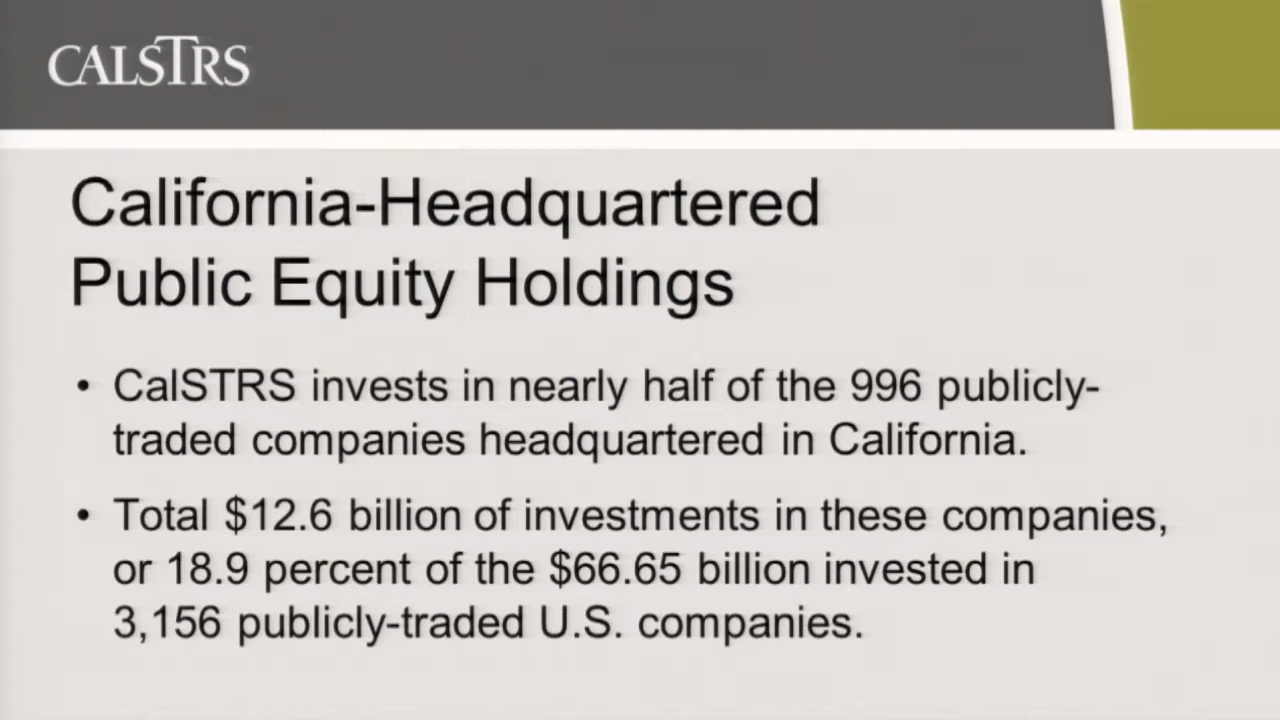 CALSTRS
California-Headquartered
Public Equity Holdings
• CalSTRS invests in nearly half of the 996 publicly-
traded companies headquartered in California.
• Total $12.6 billion of investments in these companies,
or 18.9 percent of the $66.65 billion invested in
3,156 publicly-traded U.S. companies.